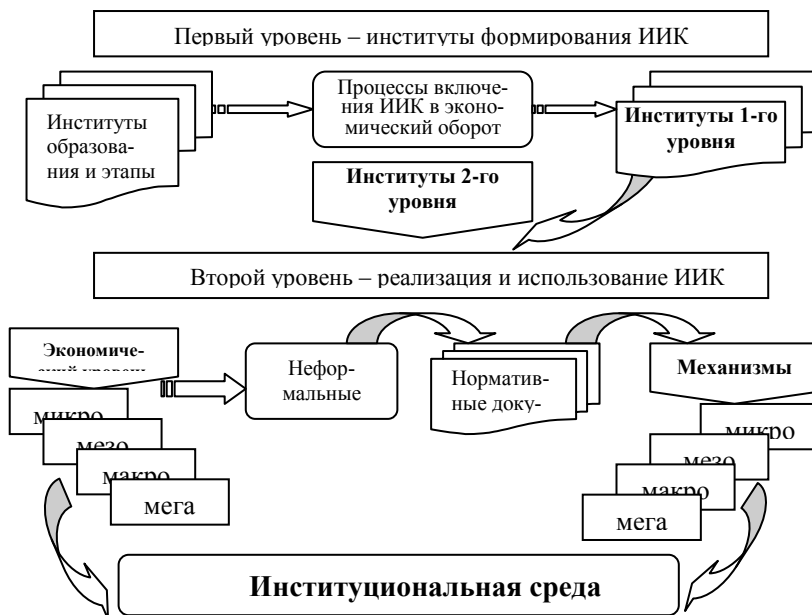 Первый уровень – институты формирования ИИК
Институты
образова-
ния и этапы
Процессы включе-
ния ИИК в эконо-
мический оборот
Институты 1-го
уровня
Институты 2-го
уровня
Второй уровень – реализация и использование ИИК
Экономиче-
ский уровень
микро
мезо
макро
мега
Нефор-
мальные
Норматив-
ные доку-
Механизмы
микро
мезо
макро
мега
Институциональная среда